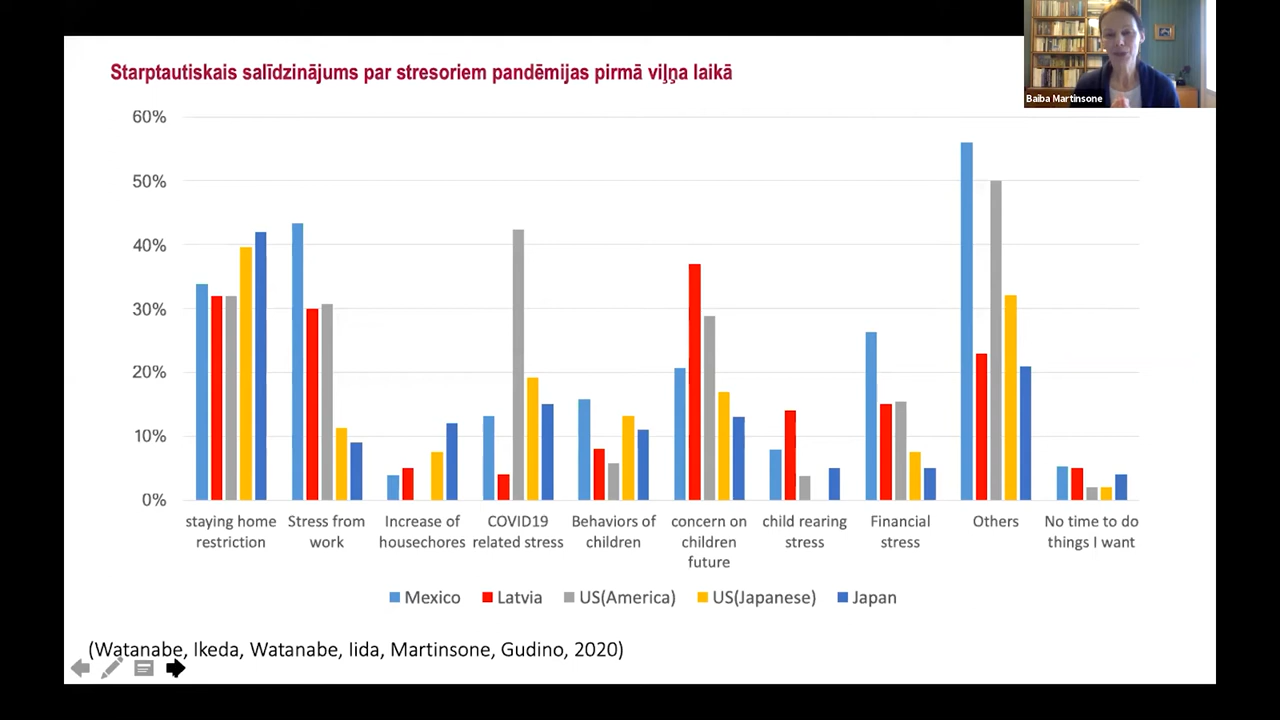 Starptautiskais salīdzinājums par stresoriem pandēmijas pirmā viļņa laikā
Baiba Martinsone
60%
50%
40%
30%
20%
10%
0%
staying home restriction
Stress from work
Increase of housechores
COVID19 related stress
Behaviors of children
concern on children future
child rearing stress
Financial stress
Others
No time to do things I want
Mexico
Latvia
US(America)
US(Japanese)
Japan
(Watanabe, Ikeda, Watanabe, Iida, Martinsone, Gudino, 2020)